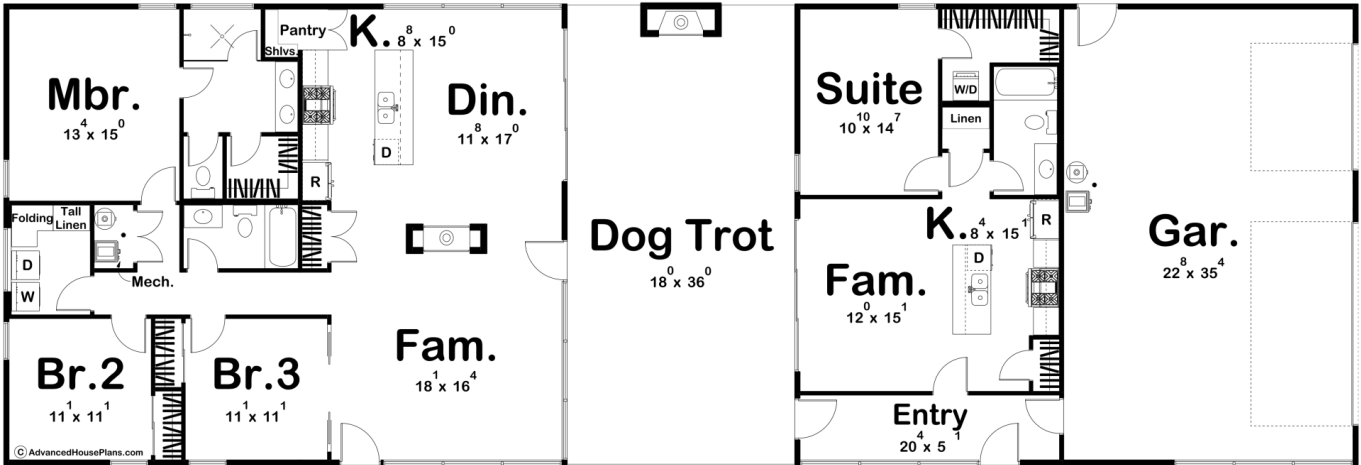 Mbr.
13⁴ x 15⁰
Pantry
Shlvs.
K.
8⁸ x 15⁰
Din.
11⁸ x 17⁰
D
R
Folding
Tall
Linen
D
W
Mech.
Br.2
11¹ x 11¹
Br.3
11¹ x 11¹
Fam.
18¹ x 16⁴
Dog Trot
18⁰ x 36⁰
Suite
10¹⁰ x 14⁷
W/D
Linen
K.
8⁴ x 15¹
R
D
Fam.
12⁰ x 15¹
Entry
20⁴ x 5¹
Gar.
22⁸ x 35⁴
© AdvancedHousePlans.com